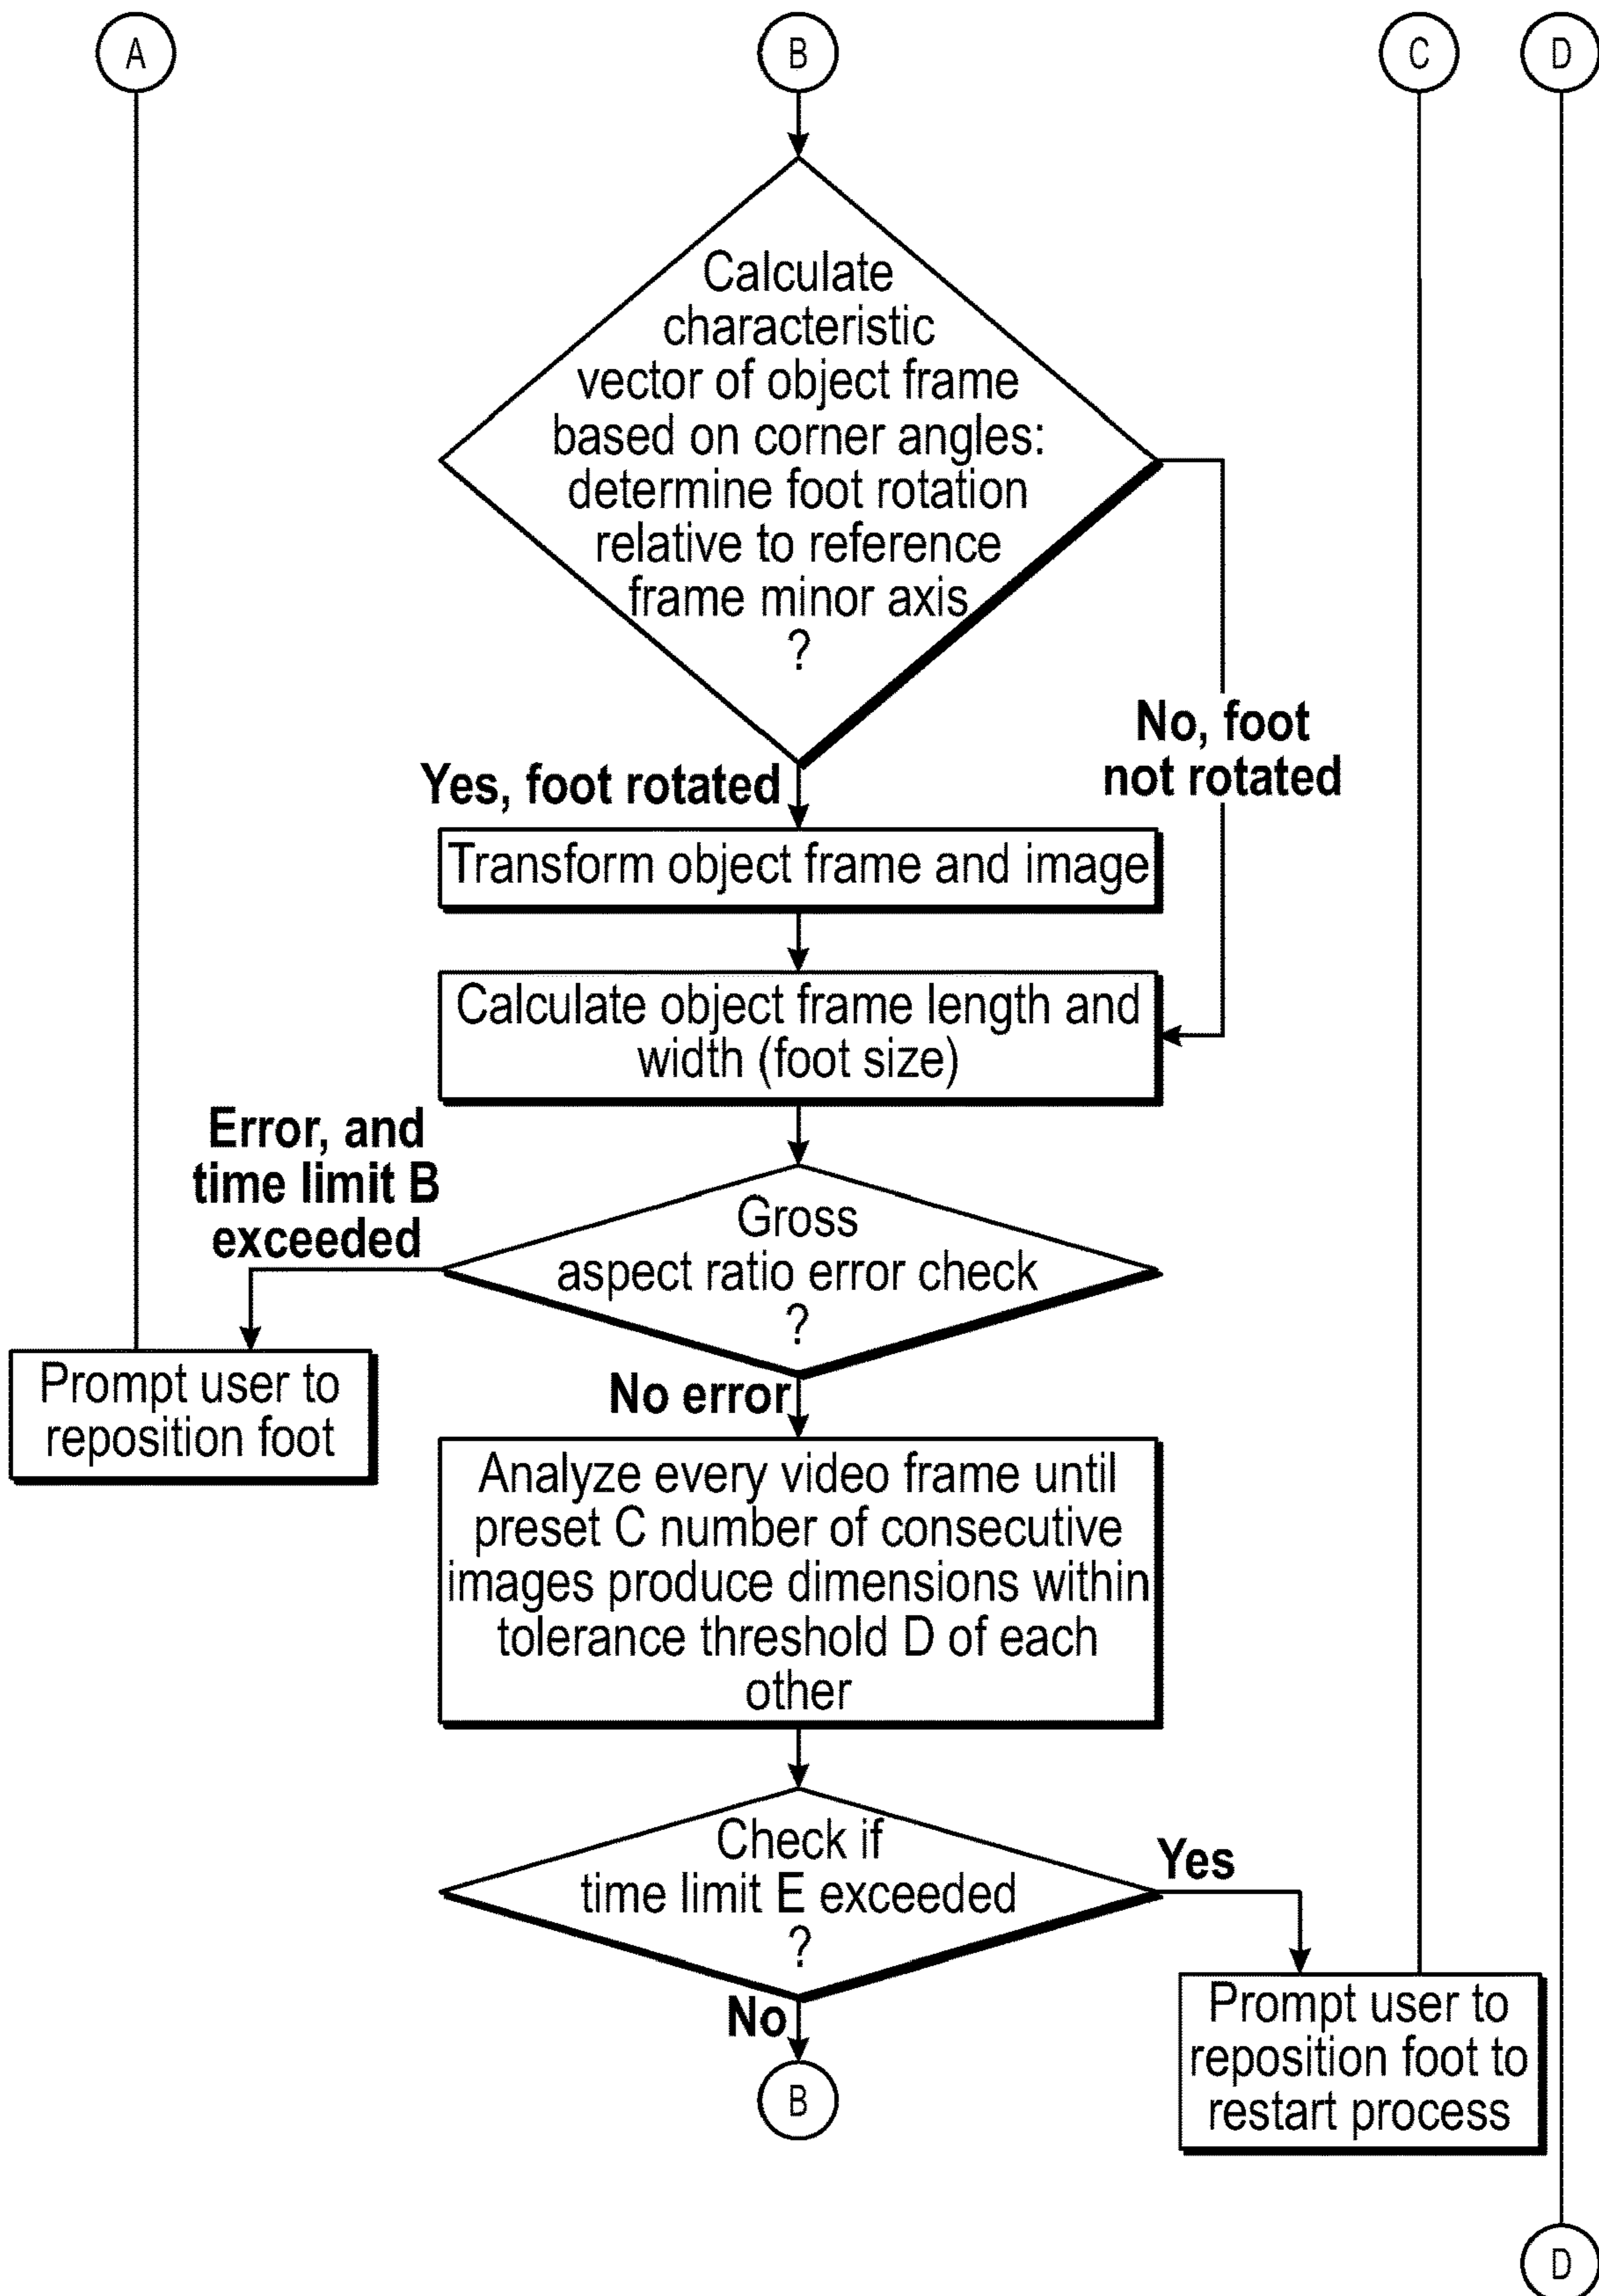 A
B
C
D
Calculate
characteristic
vector of object frame
based on corner angles:
determine foot rotation
relative to reference
frame minor axis
?
No, foot
not rotated
Yes, foot rotated
Transform object frame and image
Calculate object frame length and
width (foot size)
Error, and
time limit B
exceeded
Gross
aspect ratio error check
?
Prompt user to
reposition foot
No error
Analyze every video frame until
preset C number of consecutive
images produce dimensions within
tolerance threshold D of each
other
Check if
time limit E exceeded
?
Yes
No
Prompt user to
reposition foot to
restart process
B
D